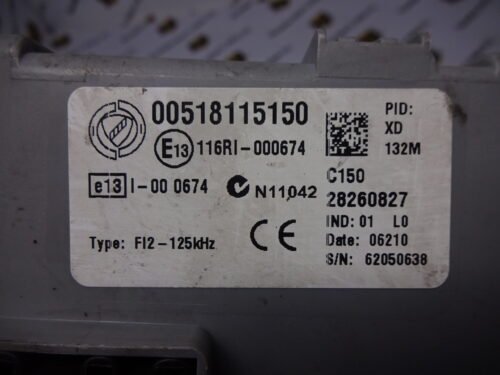 00518115150
E13 116RI-000674
e13 I-00 0674
N11042
Type: FI2-125kHz
CE
PID:
XD
132M
C150
28260827
IND: 01 L0
Date: 06210
S/N: 62050638